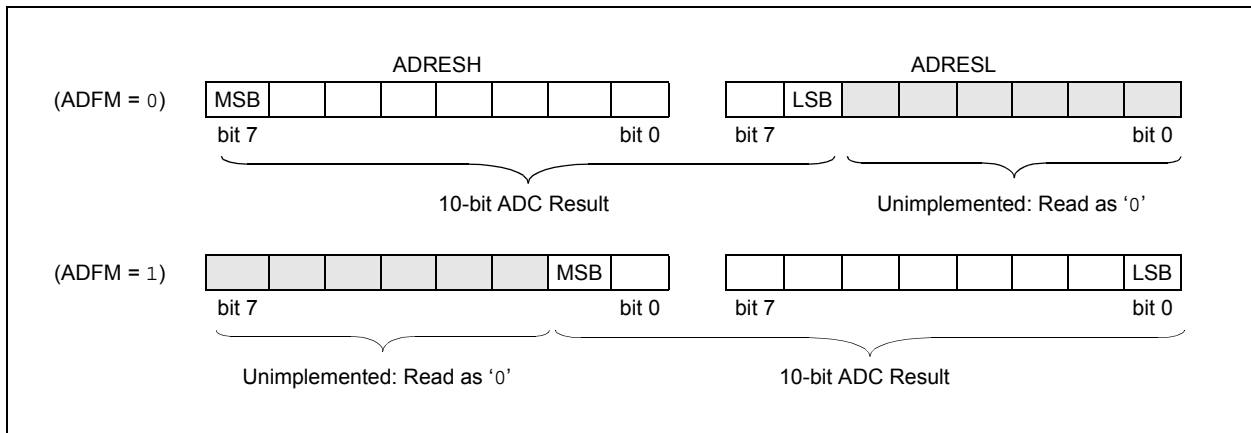 ADRESH ADRESL
(ADFM = 0) MSB LSB
bit 7 bit 0 bit 7 bit 0
10-bit ADC Result Unimplemented: Read as ‘0’
(ADFM = 1) MSB LSB
bit 7 bit 0 bit 7 bit 0
Unimplemented: Read as ‘0’ 10-bit ADC Result